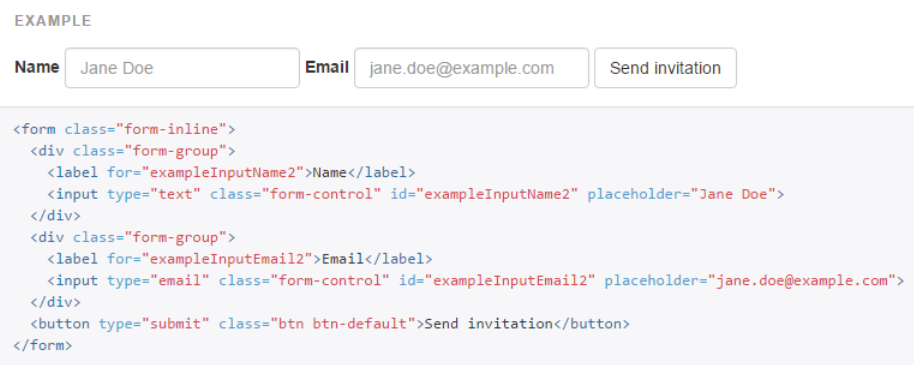 EXAMPLE
Name Jane Doe Email jane.doe@example.com Send invitation
<form class="form-inline">
  <div class="form-group">
    <label for="exampleInputName2">Name</label>
    <input type="text" class="form-control" id="exampleInputName2" placeholder="Jane Doe">
  </div>
  <div class="form-group">
    <label for="exampleInputEmail2">Email</label>
    <input type="email" class="form-control" id="exampleInputEmail2" placeholder="jane.doe@example.com">
  </div>
  <button type="submit" class="btn btn-default">Send invitation</button>
</form>